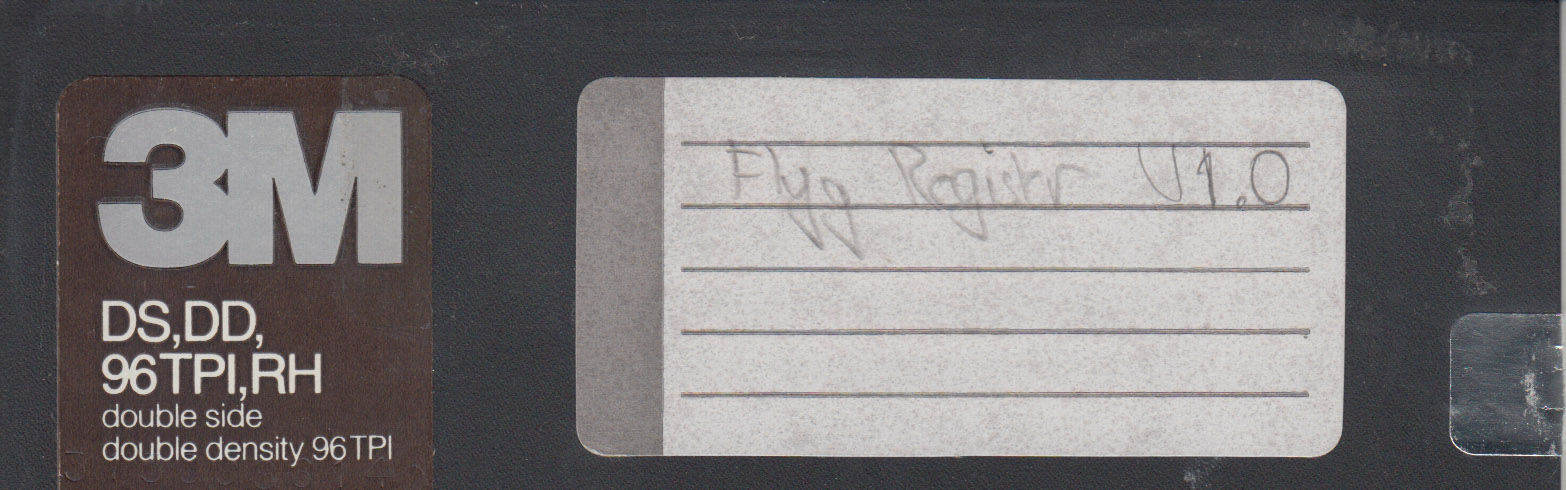 3M
DS,DD,
96TPI,RH
double side
double density 96TPI
Flyg Registr V1.0